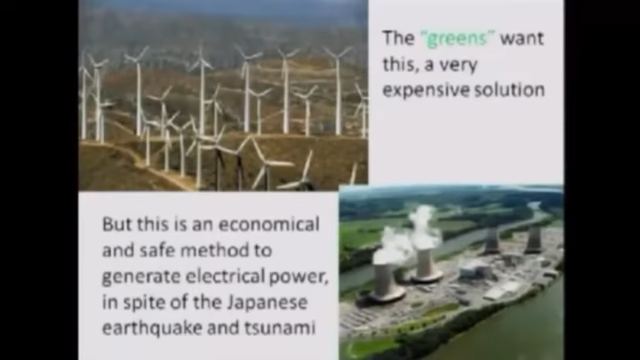 The “greens” want
this, a very
expensive solution
But this is an economical
and safe method to
generate electrical power,
in spite of the Japanese
earthquake and tsunami